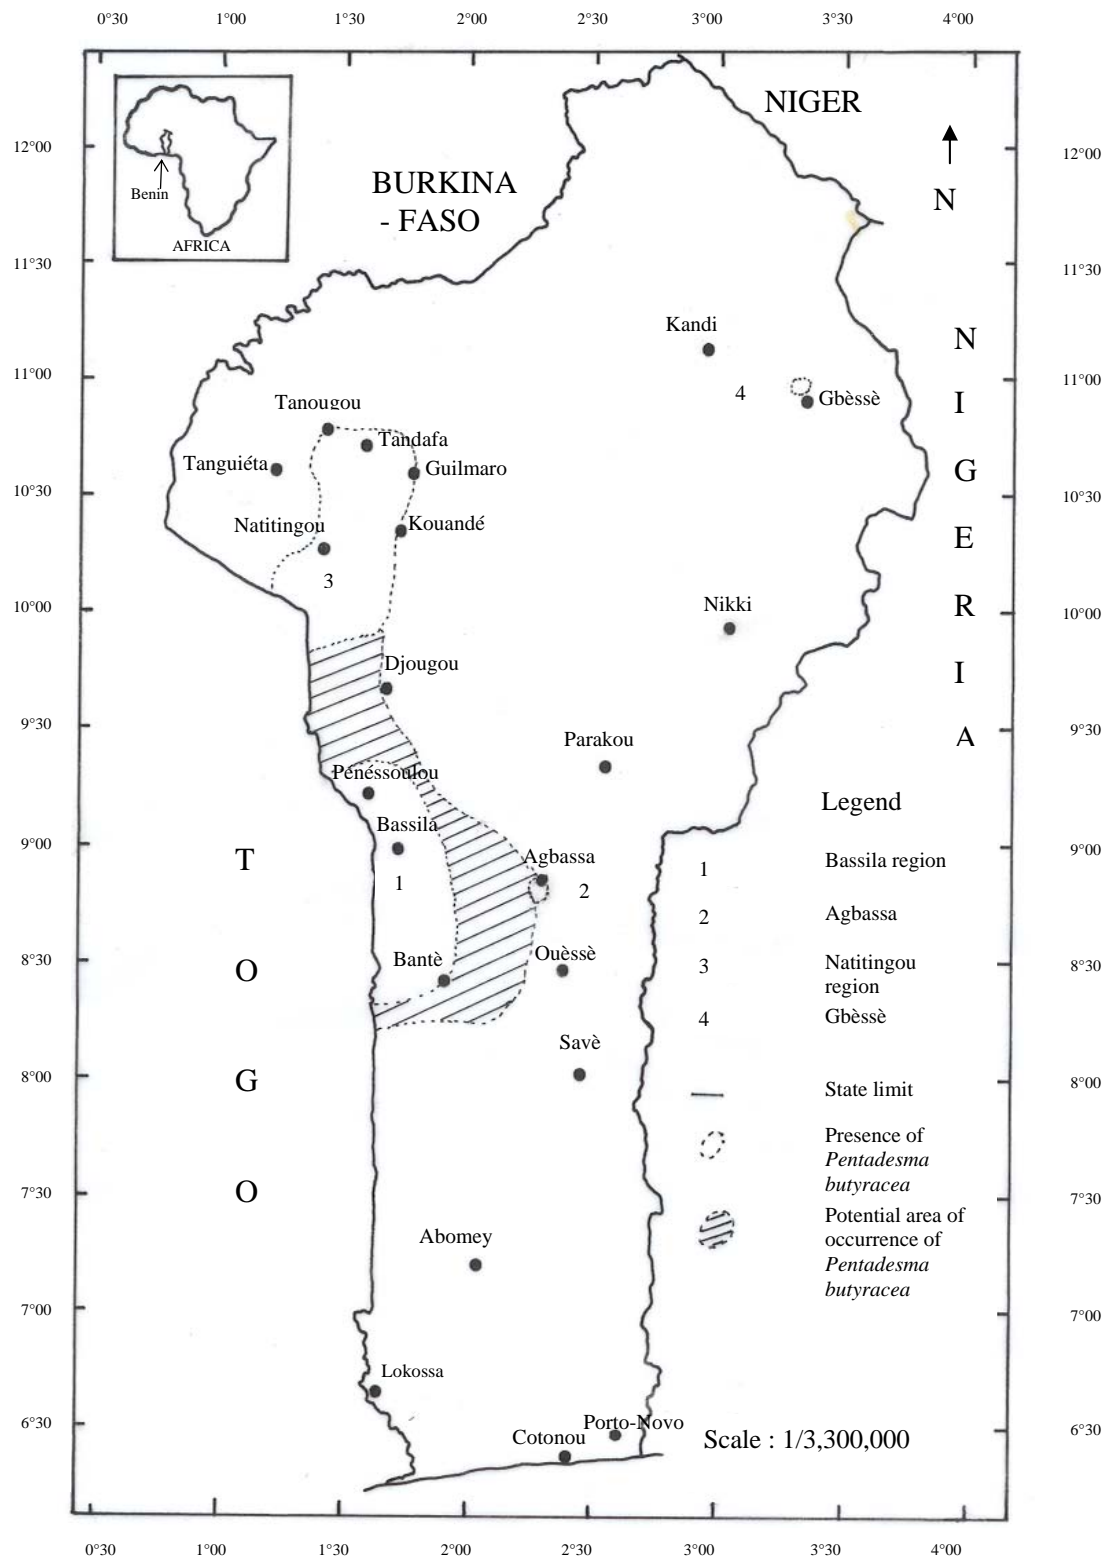 0°30 1°00 1°30 2°00 2°30 3°00 3°30 4°00
NIGER
12°00
12°00
BURKINA
- FASO
N
Benin
AFRICA
11°30
11°30
Kandi
N
11°00
11°00
4
Gbèssè
I
Tanougou
Tandafa
Tanguiéta
Guilmaro
G
10°30
10°30
Natitingou
Kouandé
E
3
10°00
10°00
Nikki
R
Djougou
I
9°30
9°30
Parakou
A
Pénéssoulou
Legend
Bassila
9°00
9°00
T
Agbassa
1 Bassila region
1
2
2 Agbassa
Bantè
Ouèssè
8°30
8°30
O
3 Natitingou
region
4 Gbèssè
Savè
8°00
8°00
G
State limit
Presence of
Pentadesma
butyracea
7°30
7°30
O
Potential area of
occurrence of
Pentadesma
butyracea
Abomey
7°00
7°00
Lokossa
6°30
6°30
Porto-Novo
Cotonou
Scale : 1/3,300,000
0°30 1°00 1°30 2°00 2°30 3°00 3°30 4°00